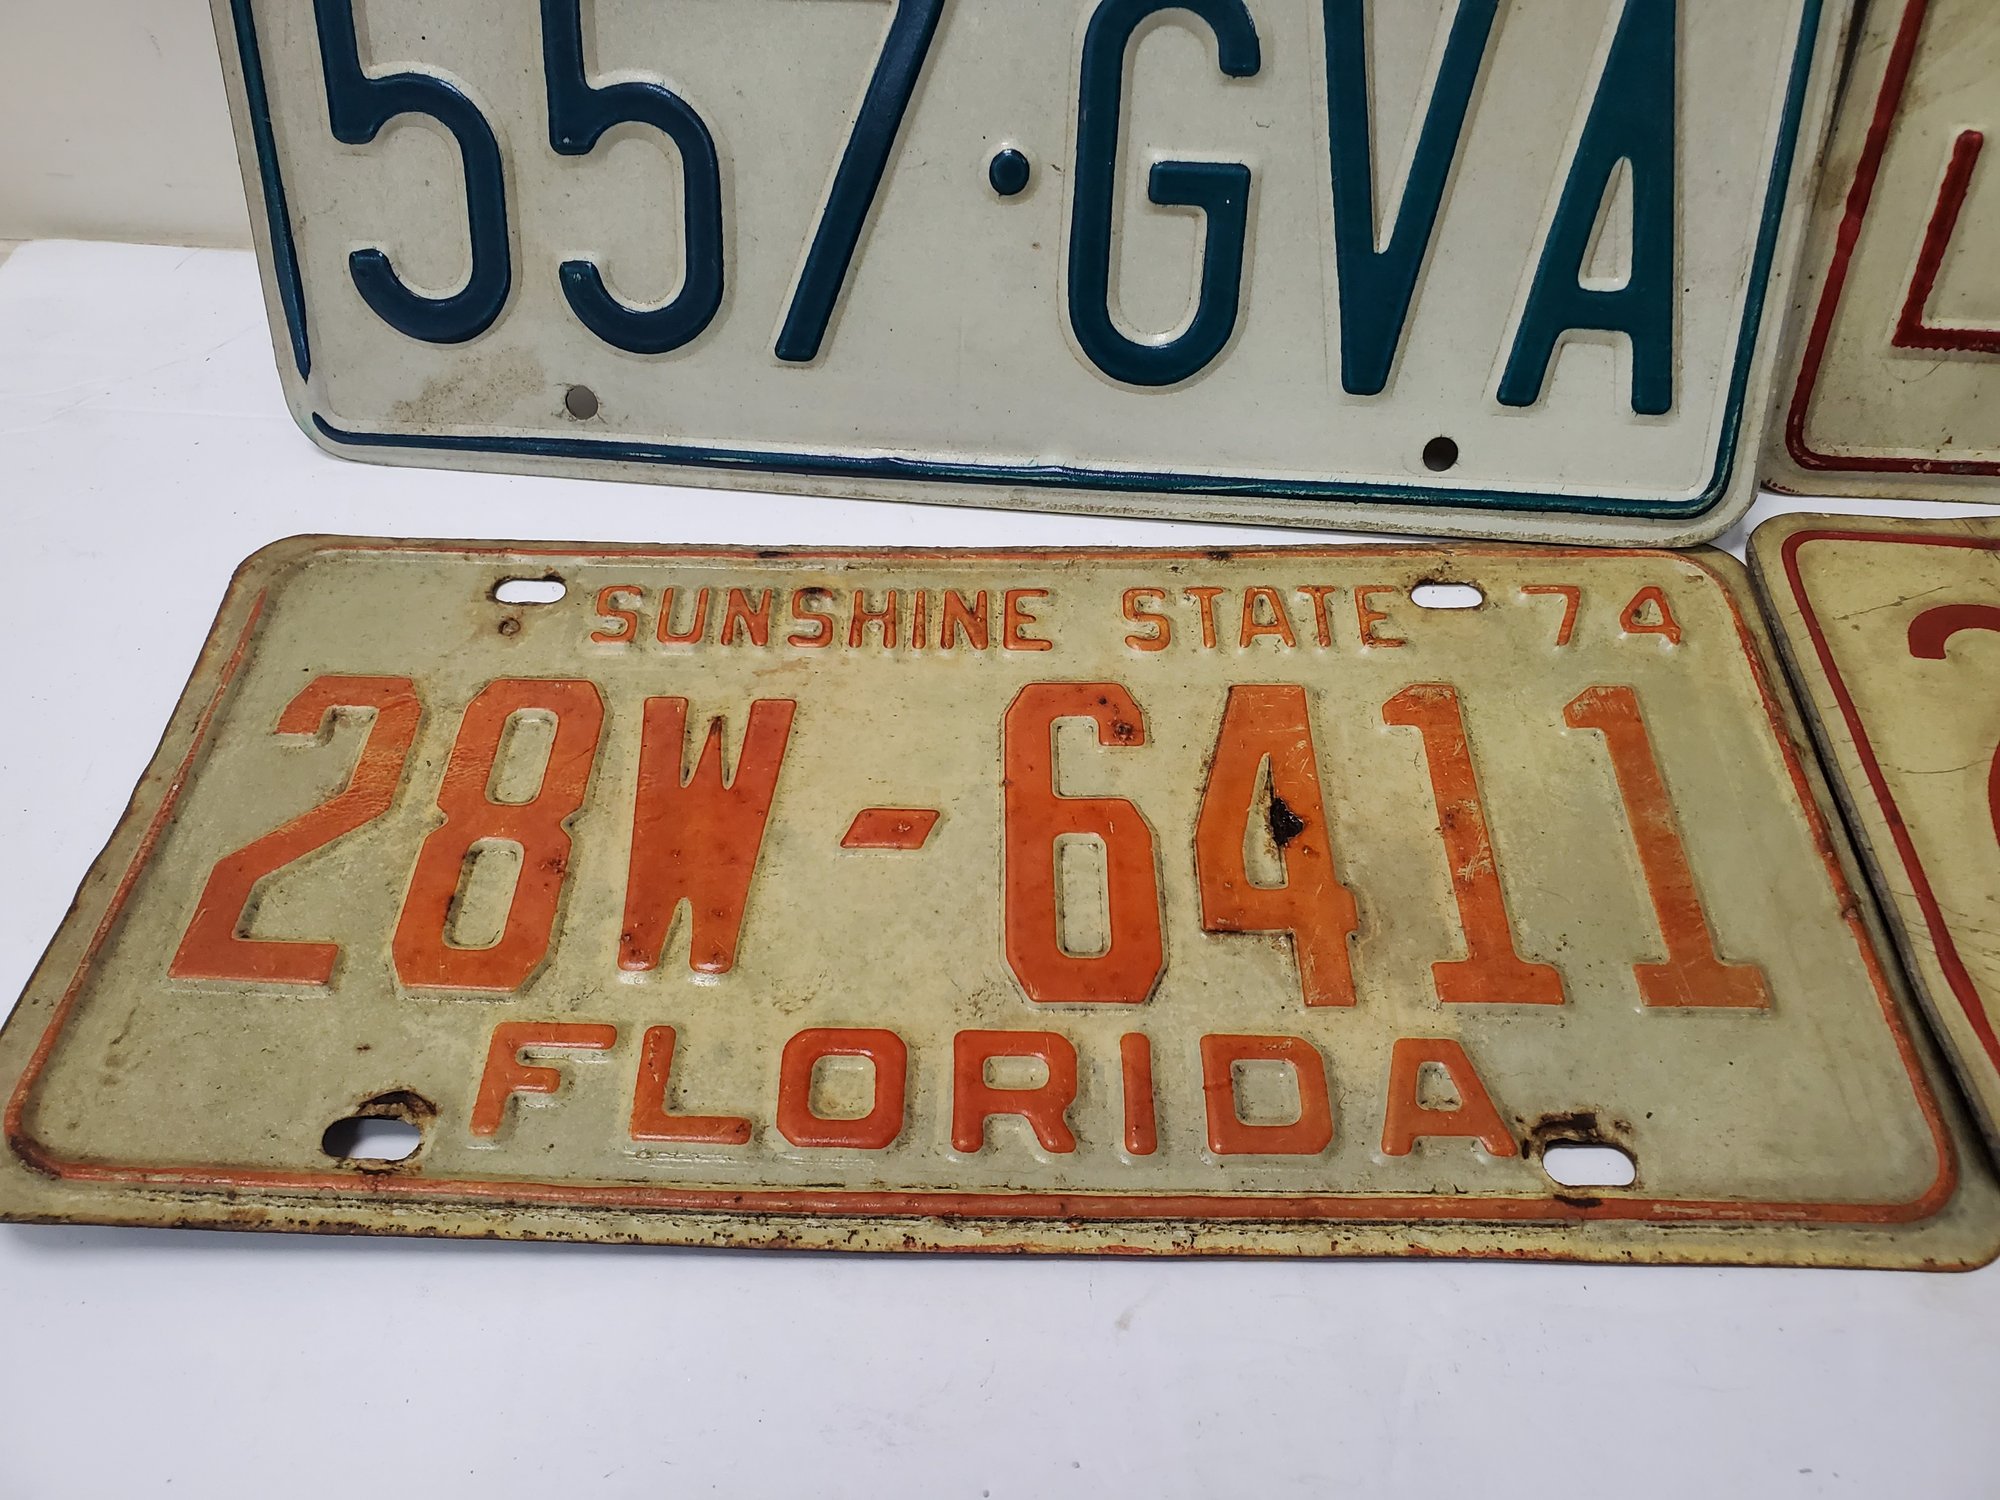 557·GVA
SUNSHINE STATE 74
28W-6411
FLORIDA